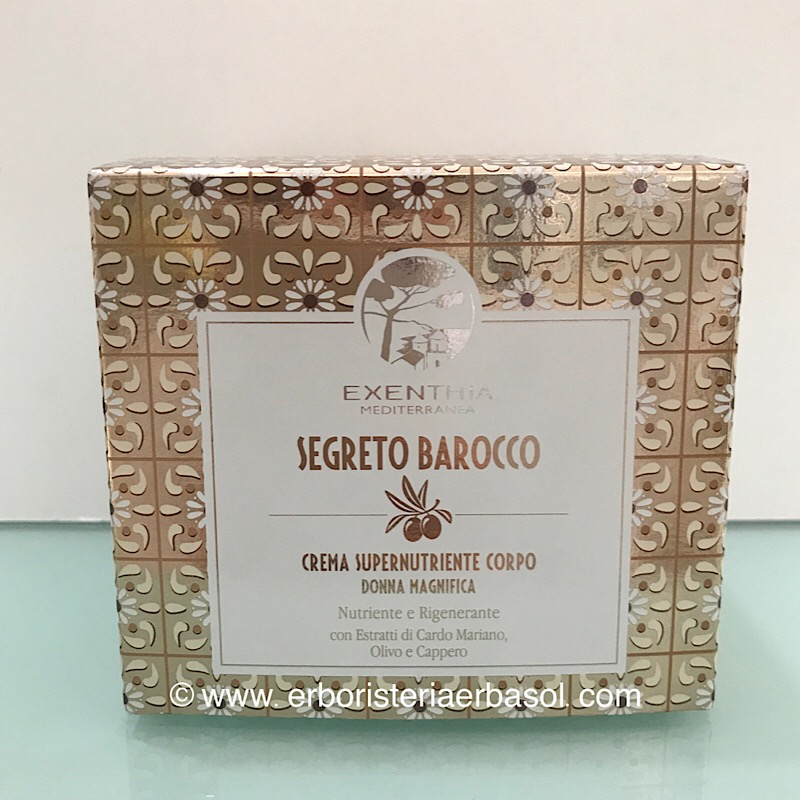 EXENTHIA
MEDITERRANEA
SEGRETO BAROCCO
CREMA SUPERNUTRIENTE CORPO
DONNA MAGNIFICA
Nutriente e Rigenerante
con Estratti di Cardo Mariano,
Olivo e Cappero
© www. erboristeriaerbasol. com